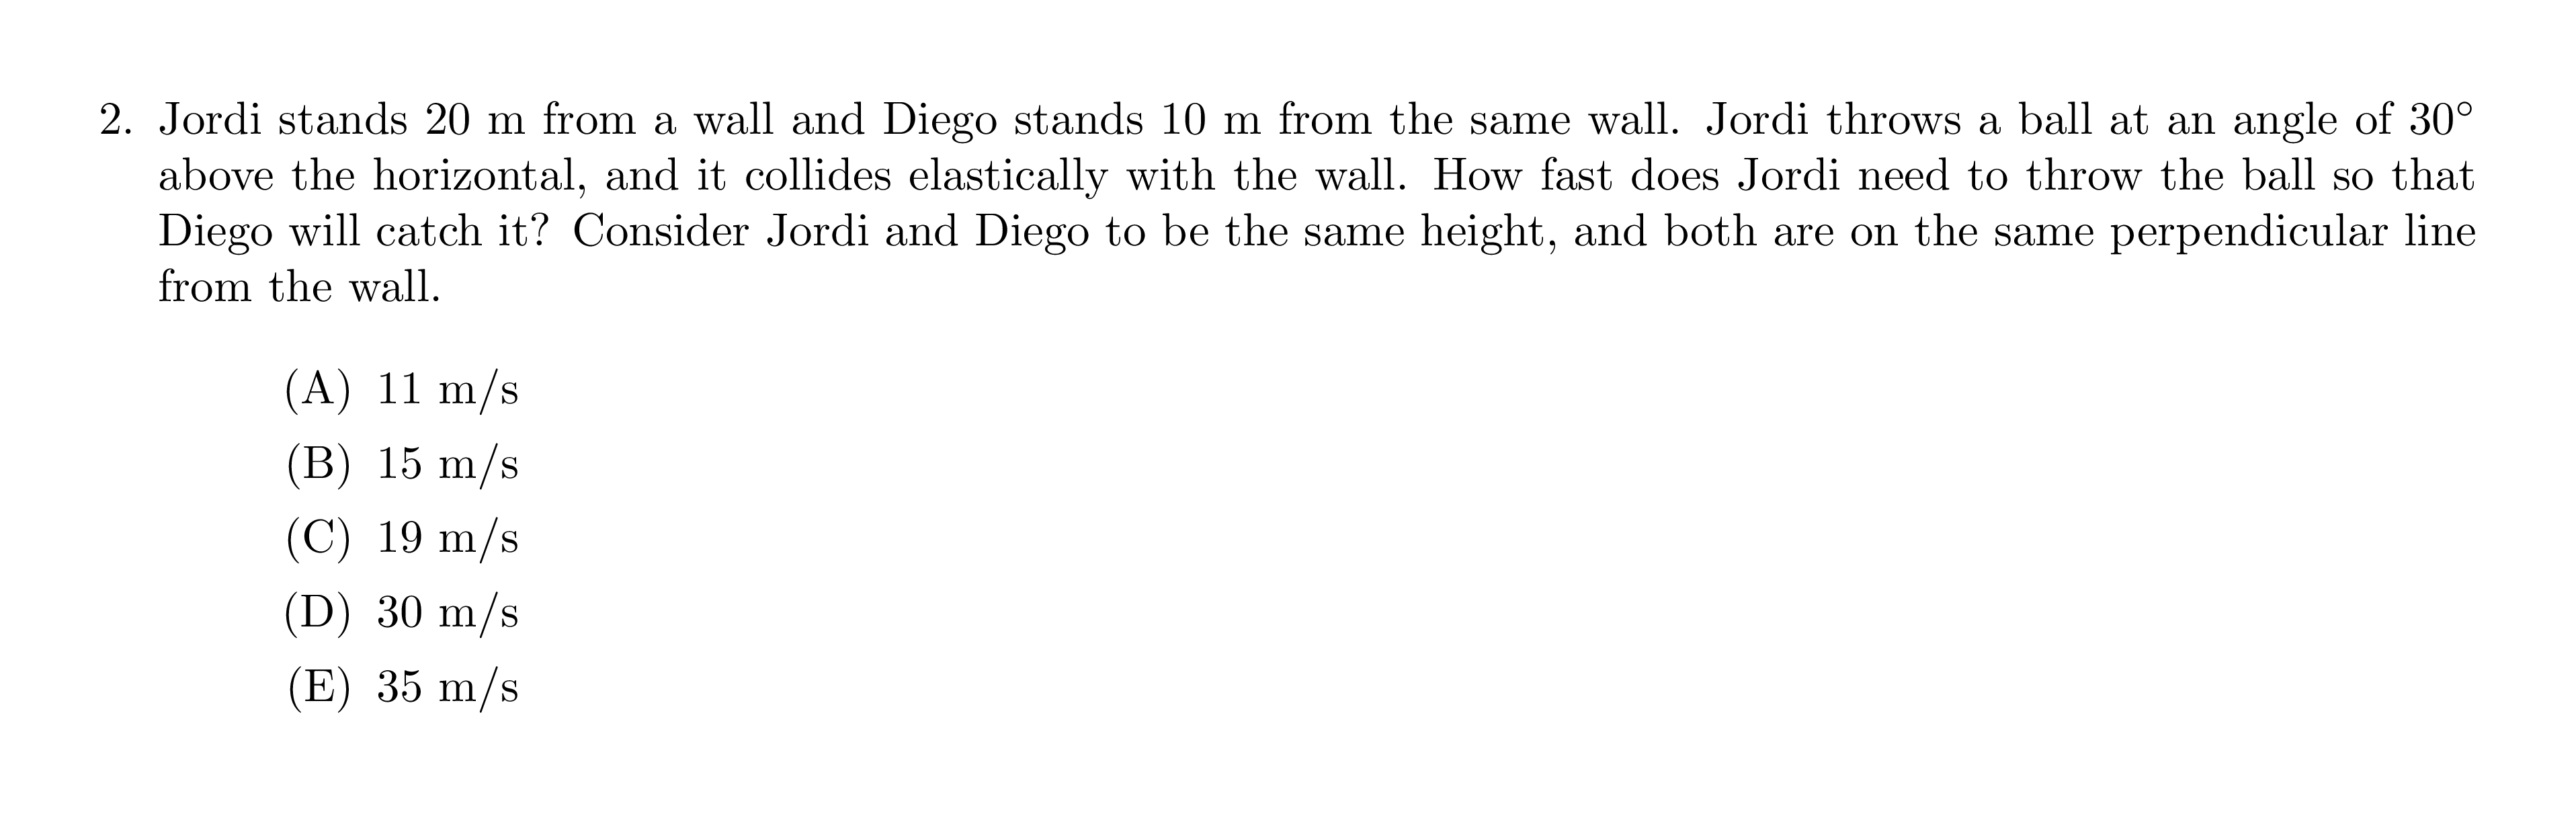 2. Jordi stands 20 m from a wall and Diego stands 10 m from the same wall. Jordi throws a ball at an angle of 30°
above the horizontal, and it collides elastically with the wall. How fast does Jordi need to throw the ball so that
Diego will catch it? Consider Jordi and Diego to be the same height, and both are on the same perpendicular line
from the wall.
(A) 11 m/s
(B) 15 m/s
(C) 19 m/s
(D) 30 m/s
(E) 35 m/s